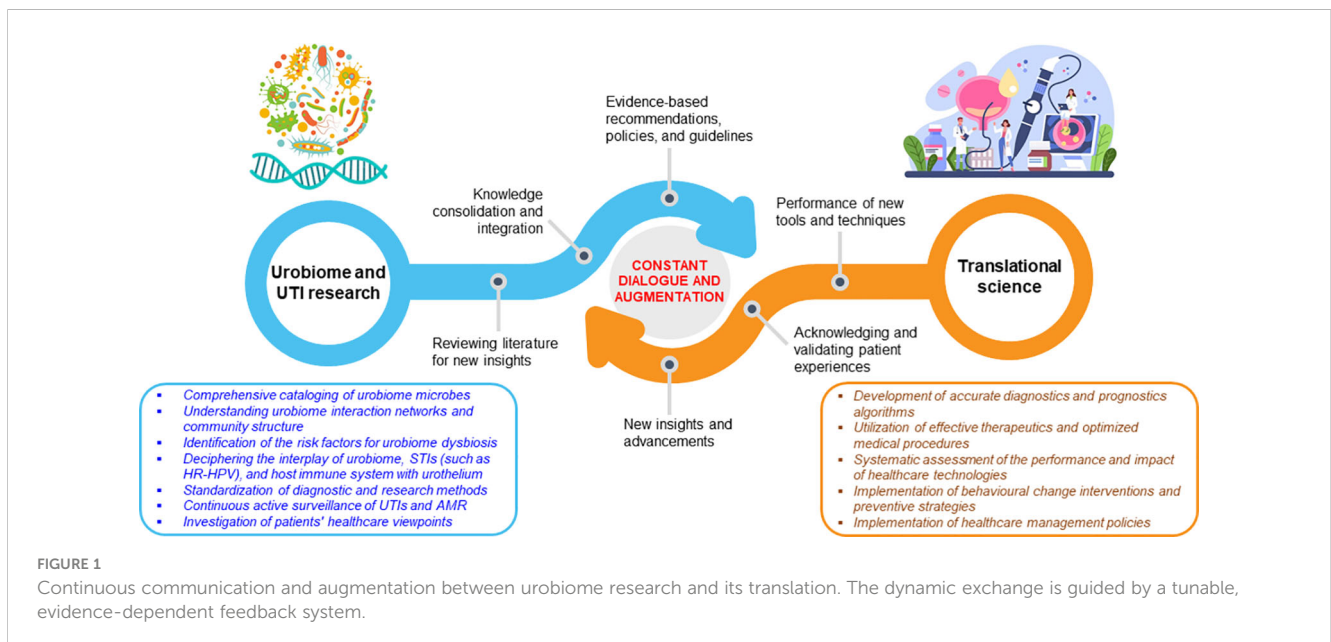 Evidence-based
recommendations,
policies, and guidelines
Knowledge
consolidation and
integration
Performance of new
tools and techniques
Urobiome and
UTI research
CONSTANT
DIALOGUE AND
AUGMENTATION
Translational
science
Reviewing literature
for new insights
Acknowledging and
validating patient
experiences
New insights and
advancements
▪ Comprehensive cataloging of urobiome microbes
▪ Understanding urobiome interaction networks and
community structure
▪ Identification of the risk factors for urobiome dysbiosis
▪ Deciphering the interplay of urobiome, STIs (such as
HR-HPV), and host immune system with urothelium
▪ Standardization of diagnostic and research methods
▪ Continuous active surveillance of UTIs and AMR
▪ Investigation of patients' healthcare viewpoints
▪ Development of accurate diagnostics and prognostics
algorithms
▪ Utilization of effective therapeutics and optimized
medical procedures
▪ Systematic assessment of the performance and impact
of healthcare technologies
▪ Implementation of behavioural change interventions and
preventive strategies
▪ Implementation of healthcare management policies
FIGURE 1
Continuous communication and augmentation between urobiome research and its translation. The dynamic exchange is guided by a tunable,
evidence-dependent feedback system.